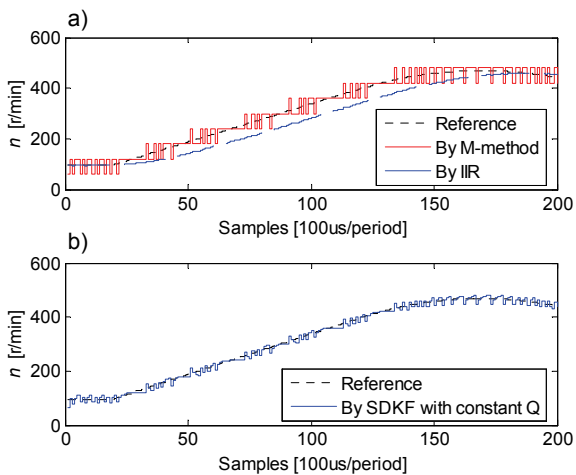 a)
600
400
200
0
n [r/min]
Reference
By M-method
By IIR
0
50
100
150
200
Samples [100us/period]
b)
600
400
200
0
n [r/min]
Reference
By SDKF with constant Q
0
50
100
150
200
Samples [100us/period]